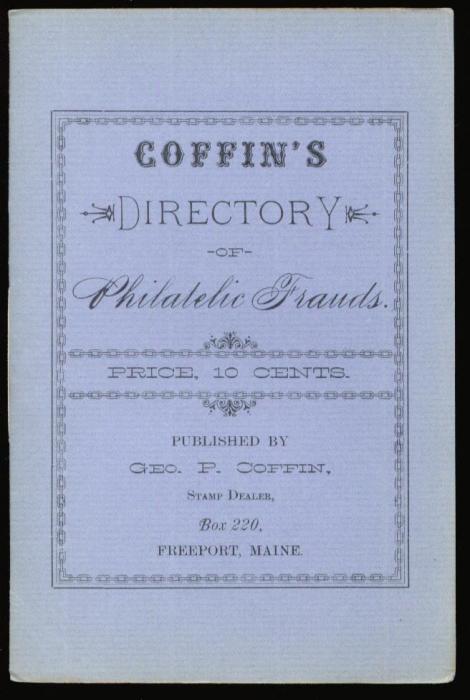 COFFIN'S
DIRECTORY
-OF-
Philatelic Frauds.
PRICE, 10 CENTS.
PUBLISHED BY
GEO. P. COFFIN,
STAMP DEALER,
Box 220,
FREEPORT, MAINE.